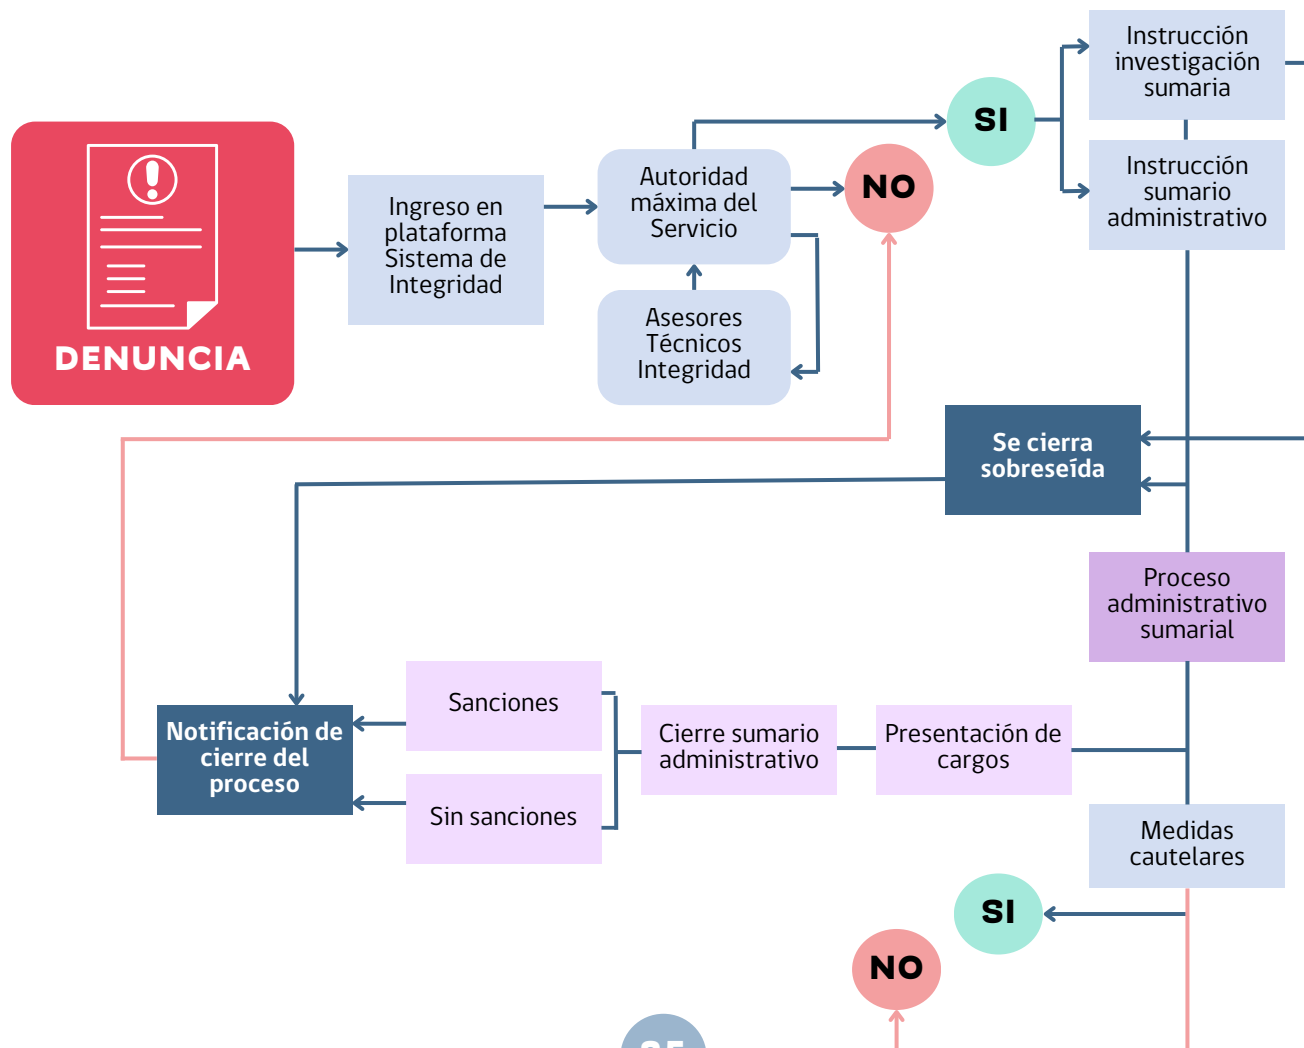 Instrucción
investigación
sumaria
SI
NO
Autoridad
máxima del
Servicio
Instrucción
sumario
administrativo
Ingreso en
plataforma
Sistema de
Integridad
Asesores
Técnicos
Integridad
DENUNCIA
Se cierra
sobreseída
Proceso
administrativo
sumarial
Sanciones
Notificación de
cierre del
proceso
Cierre sumario
administrativo
Presentación de
cargos
Sin sanciones
Medidas
cautelares
SI
NO